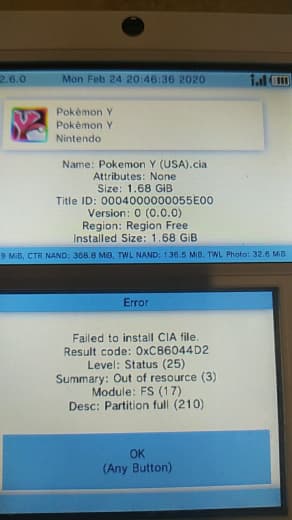 2.6.0 Mon Feb 24 20:46:36 2020
Pokémon Y
Pokémon Y
Nintendo
Name: Pokemon Y (USA).cia
Attributes: None
Size: 1.68 GiB
Title ID: 0004000000055E00
Version: 0 (0.0.0)
Region: Region Free
Installed Size: 1.68 GiB
9 MiB, CTR NAND: 388.8 MiB, TWL NAND: 136.5 MiB, TWL Photo: 32.6 MiB
Error
Failed to install CIA file.
Result code: 0xC86044D2
Level: Status (25)
Summary: Out of resource (3)
Module: FS (17)
Desc: Partition full (210)
OK
(Any Button)